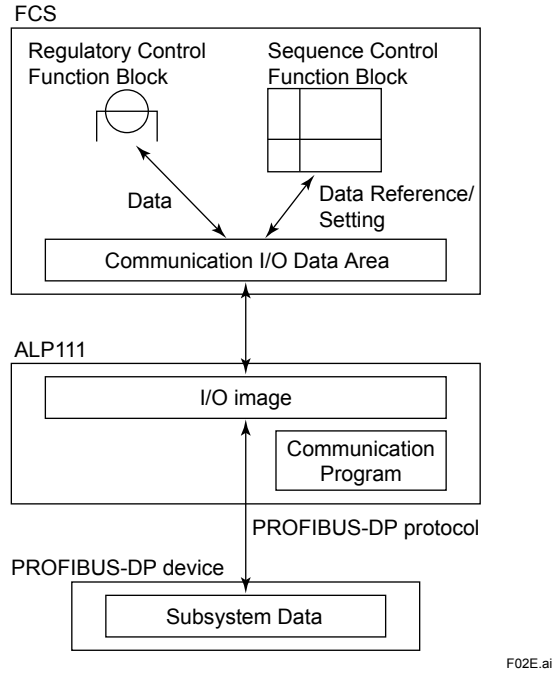 FCS
Regulatory Control
Function Block
Sequence Control
Function Block
Data
Data Reference/
Setting
Communication I/O Data Area
ALP111
I/O image
Communication
Program
PROFIBUS-DP protocol
PROFIBUS-DP device
Subsystem Data
F02E.ai